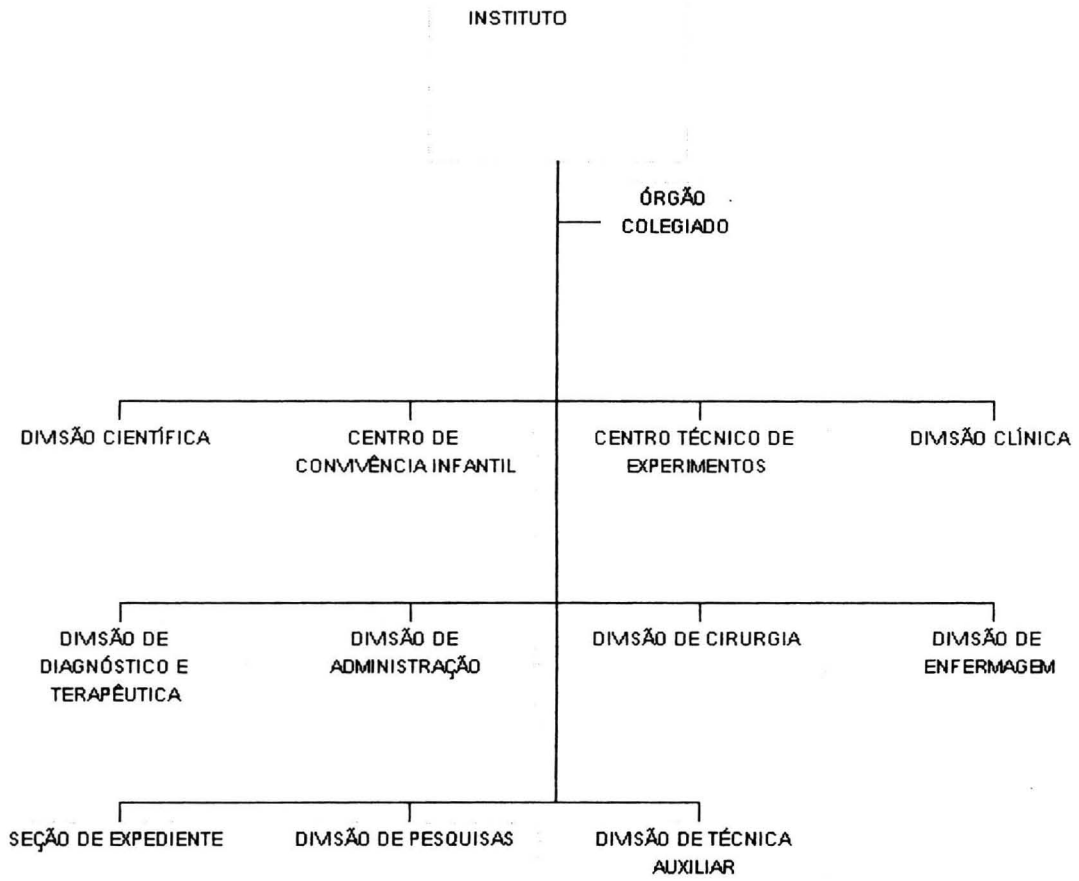 INSTITUTO
ÓRGÃO
COLEGIADO
DIVISÃO CIENTÍFICA
CENTRO DE
CONVIVÊNCIA INFANTIL
CENTRO TÉCNICO DE
EXPERIMENTOS
DIVISÃO CLÍNICA
DIVISÃO DE
DIAGNÓSTICO E
TERAPÊUTICA
DIVISÃO DE
ADMINISTRAÇÃO
DIVISÃO DE CIRURGIA
DIVISÃO DE
ENFERMAGEM
SEÇÃO DE EXPEDIENTE
DIVISÃO DE PESQUISAS
DIVISÃO DE TÉCNICA
AUXILIAR